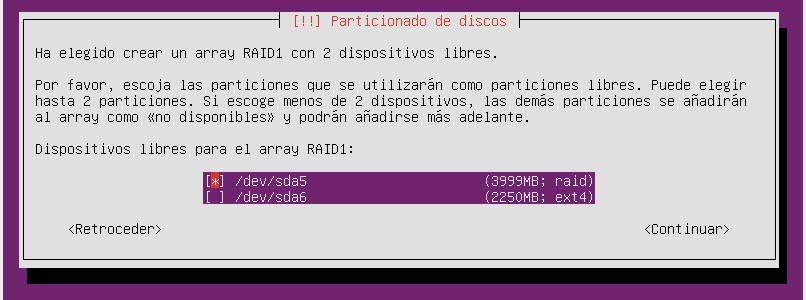 [!!] Particionado de discos
Ha elegido crear un array RAID1 con 2 dispositivos libres.
Por favor, escoja las particiones que se utilizarán como particiones libres. Puede elegir
hasta 2 particiones. Si escoge menos de 2 dispositivos, las demás particiones se añadirán
al array como «no disponibles» y podrán añadirse más adelante.
Dispositivos libres para el array RAID1:
[*] /dev/sda5 (3999MB; raid)
[ ] /dev/sda6 (2250MB; ext4)
<Retroceder> <Continuar>